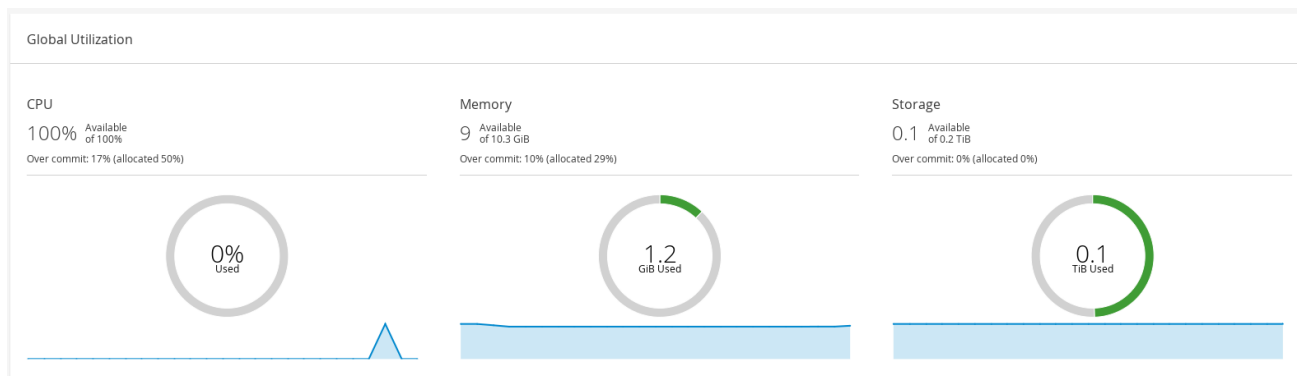 Global Utilization
CPU
100% Available
of 100%
Over commit: 17% (allocated 50%)
0%
Used
Memory
9 Available
of 10.3 GiB
Over commit: 10% (allocated 29%)
1.2
GiB Used
Storage
0.1 Available
of 0.2 TiB
Over commit: 0% (allocated 0%)
0.1
TiB Used